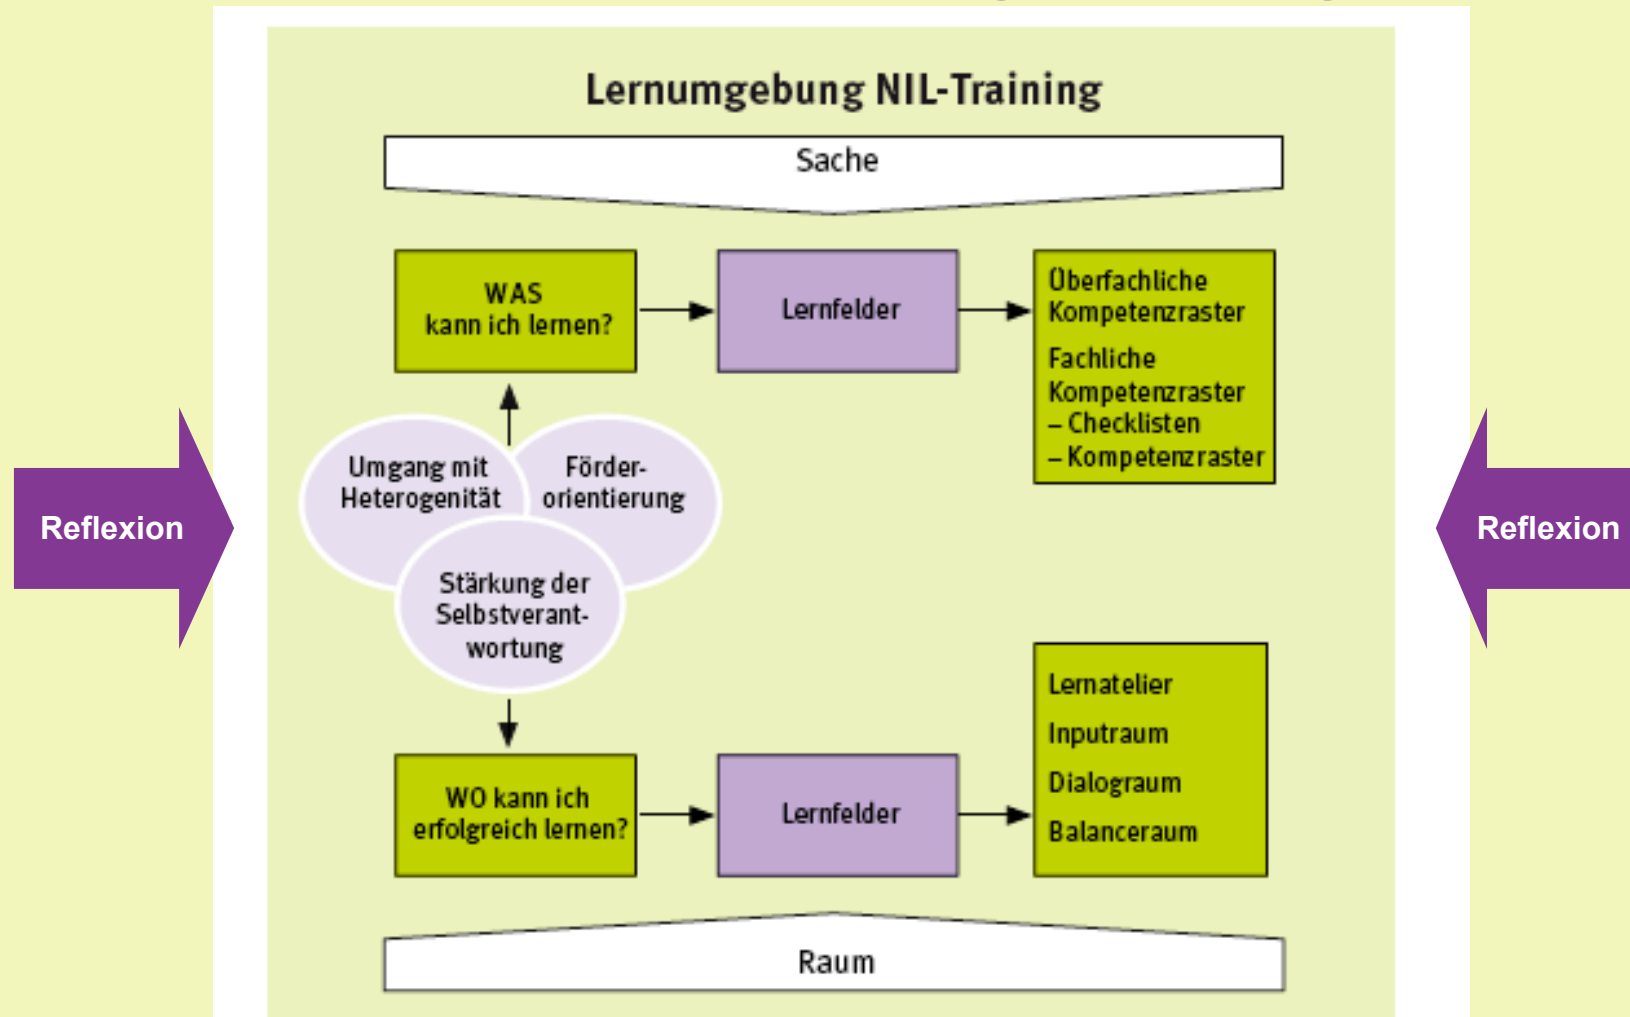 Lernumgebung NIL-Training
Sache
WAS
kann ich lernen?
Lernfelder
Überfachliche
Kompetenzraster
Fachliche
Kompetenzraster
– Checklisten
– Kompetenzraster
Umgang mit
Heterogenität
Förder-
orientierung
Stärkung der
Selbstverant-
wortung
Reflexion
Reflexion
WO kann ich
erfolgreich lernen?
Lernfelder
Lernatelier
Inputraum
Dialograum
Balanceraum
Raum